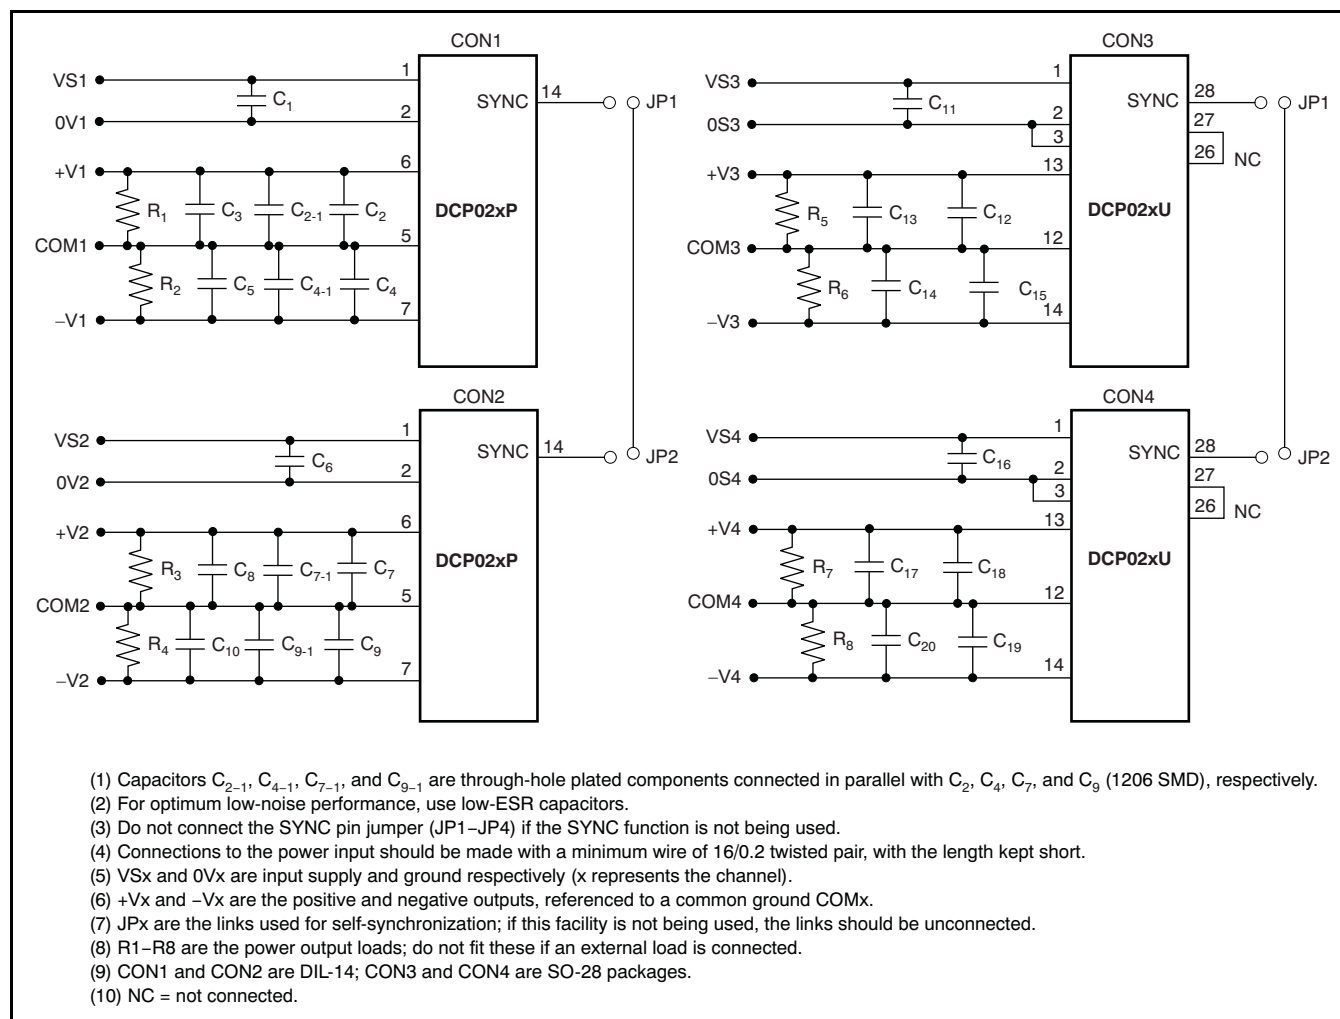 CON1
VS1
1
C1
SYNC
14
JP1
0V1
2
+V1
6
R1
C3
C2-1
C2
DCP02xP
COM1
5
R2
C5
C4-1
C4
7
–V1
CON2
VS2
1
SYNC
14
JP2
C6
0V2
2
+V2
6
R3
C8
C7-1
C7
DCP02xP
COM2
5
R4
C10
C9-1
C9
7
–V2
CON3
VS3
1
C11
SYNC
28
JP1
0S3
2
27
3
26
NC
+V3
13
R5
C13
C12
DCP02xU
COM3
12
R6
C14
C15
14
–V3
CON4
VS4
1
C16
SYNC
28
JP2
0S4
2
27
3
26
NC
+V4
13
R7
C17
C18
DCP02xU
COM4
12
R8
C20
C19
14
–V4
(1) Capacitors C2–1, C4–1, C7–1, and C9–1 are through-hole plated components connected in parallel with C2, C4, C7, and C9 (1206 SMD), respectively.
(2) For optimum low-noise performance, use low-ESR capacitors.
(3) Do not connect the SYNC pin jumper (JP1–JP4) if the SYNC function is not being used.
(4) Connections to the power input should be made with a minimum wire of 16/0.2 twisted pair, with the length kept short.
(5) VSx and 0Vx are input supply and ground respectively (x represents the channel).
(6) +Vx and –Vx are the positive and negative outputs, referenced to a common ground COMx.
(7) JPx are the links used for self-synchronization; if this facility is not being used, the links should be unconnected.
(8) R1–R8 are the power output loads; do not fit these if an external load is connected.
(9) CON1 and CON2 are DIL-14; CON3 and CON4 are SO-28 packages.
(10) NC = not connected.